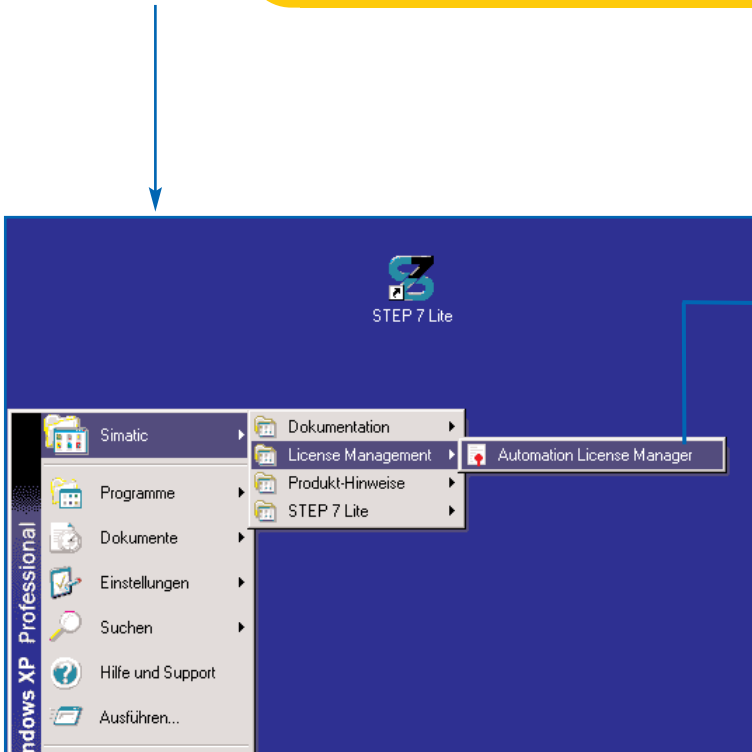 STEP 7 Lite
Simatic
Programme
Dokumente
Einstellungen
Suchen
Hilfe und Support
Ausführen...
Dokumentation
License Management
Produkt-Hinweise
STEP 7 Lite
Automation License Manager
ndows XP Professional